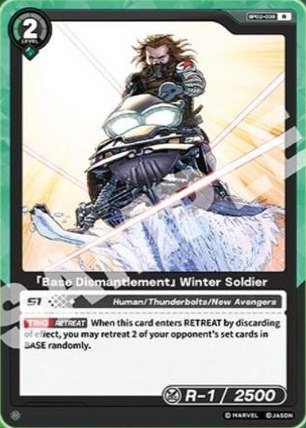 2
LEVEL
BP02-039 R
「Base Dismantlement」 Winter Soldier
S1
Human/Thunderbolts/New Avengers
TRIG RETREAT When this card enters RETREAT by discarding
of effect, you may retreat 2 of your opponent's set cards in
BASE randomly.
R-1 / 2500
© MARVEL © JASON